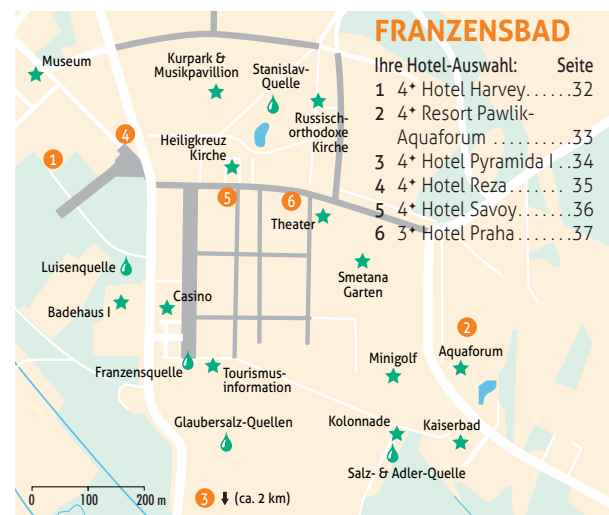 FRANZENSBAD
Ihre Hotel-Auswahl: Seite
1 4+ Hotel Harvey......32
2 4+ Resort Pawlik-
Aquaforum ..........33
3 4+ Hotel Pyramida I..34
4 4+ Hotel Reza........35
5 4+ Hotel Savoy.......36
6 3+ Hotel Praha.......37
Museum
Kurpark &
Musikpavillion
Stanislav-
Quelle
Russisch-
orthodoxe
Kirche
4
Heiligkreuz
Kirche
1
5
6
Theater
Luisenquelle
Smetana
Garten
Badehaus I
Casino
2
Aquaforum
Minigolf
Franzensquelle
Tourismus-
information
Glaubersalz-Quellen
Kolonnade
Kaiserbad
Salz- & Adler-Quelle
0 100 200 m
3 (ca. 2 km)